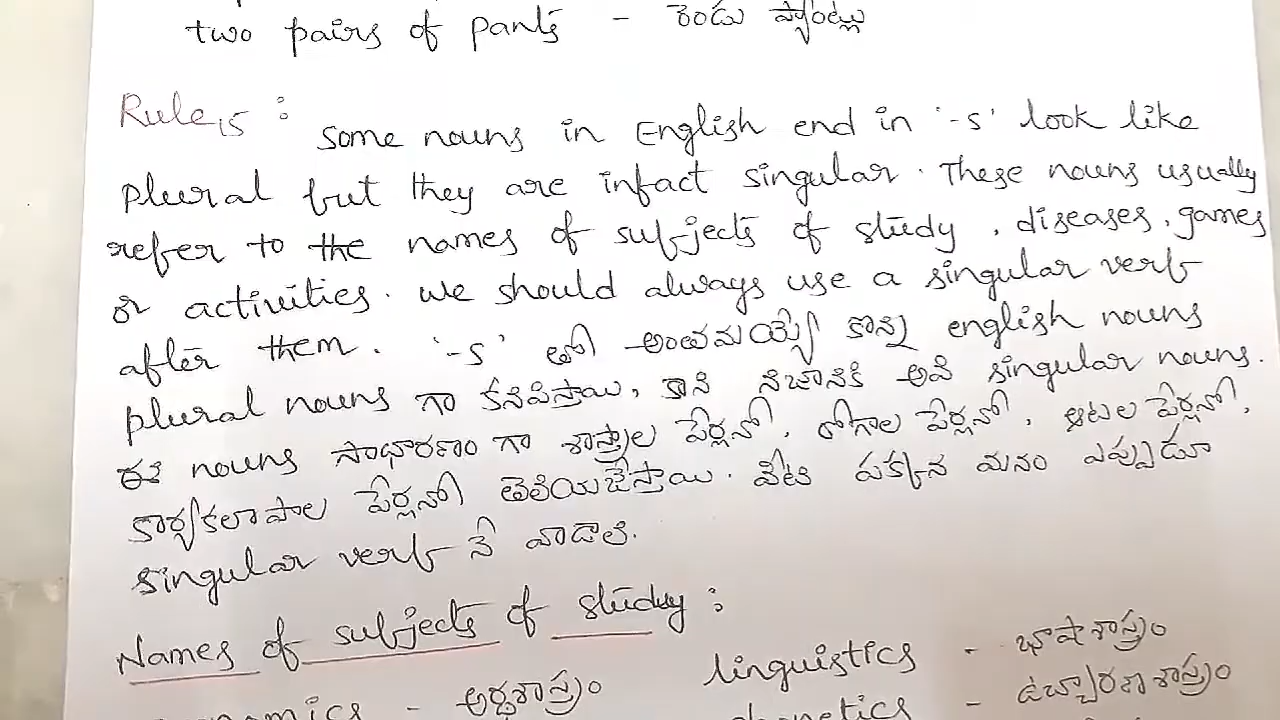 two pairs of pants - రెండు ప్యాంట్లు
Rule 15 :
Some nouns in English end in '-s' look like
plural but they are infact singular. These nouns usually
refer to the names of subjects of study, diseases, games
or activities. We should always use a singular verb
after them. '-s' తో అంతమయ్యే కొన్ని english nouns
plural nouns గా కనిపిస్తాయి, కాని నిజానికి అవి singular nouns.
ఈ nouns సాధారణం గా శాస్త్రాల పేర్లనో, రోగాల పేర్లనో, ఆటల పేర్లనో,
కార్యకలాపాల పేర్లనో తెలియజేస్తాయి. వీటి పక్కన మనం ఎప్పుడూ
singular verb నే వాడాలి.
Names of subjects of study :
linguistics - భాషాశాస్త్రం
- అర్థశాస్త్రం
- ఉచ్చారణ శాస్త్రం